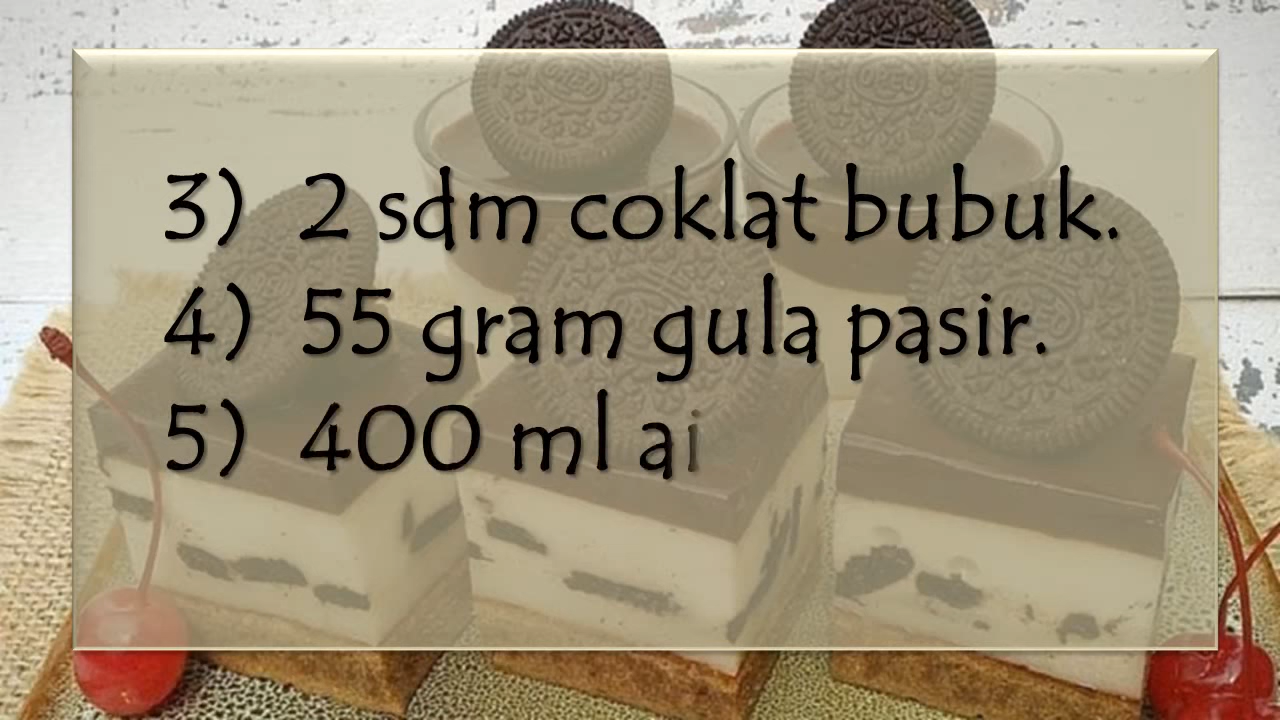 3) 2 sdm coklat bubuk.
4) 55 gram gula pasir.
5) 400 ml ai